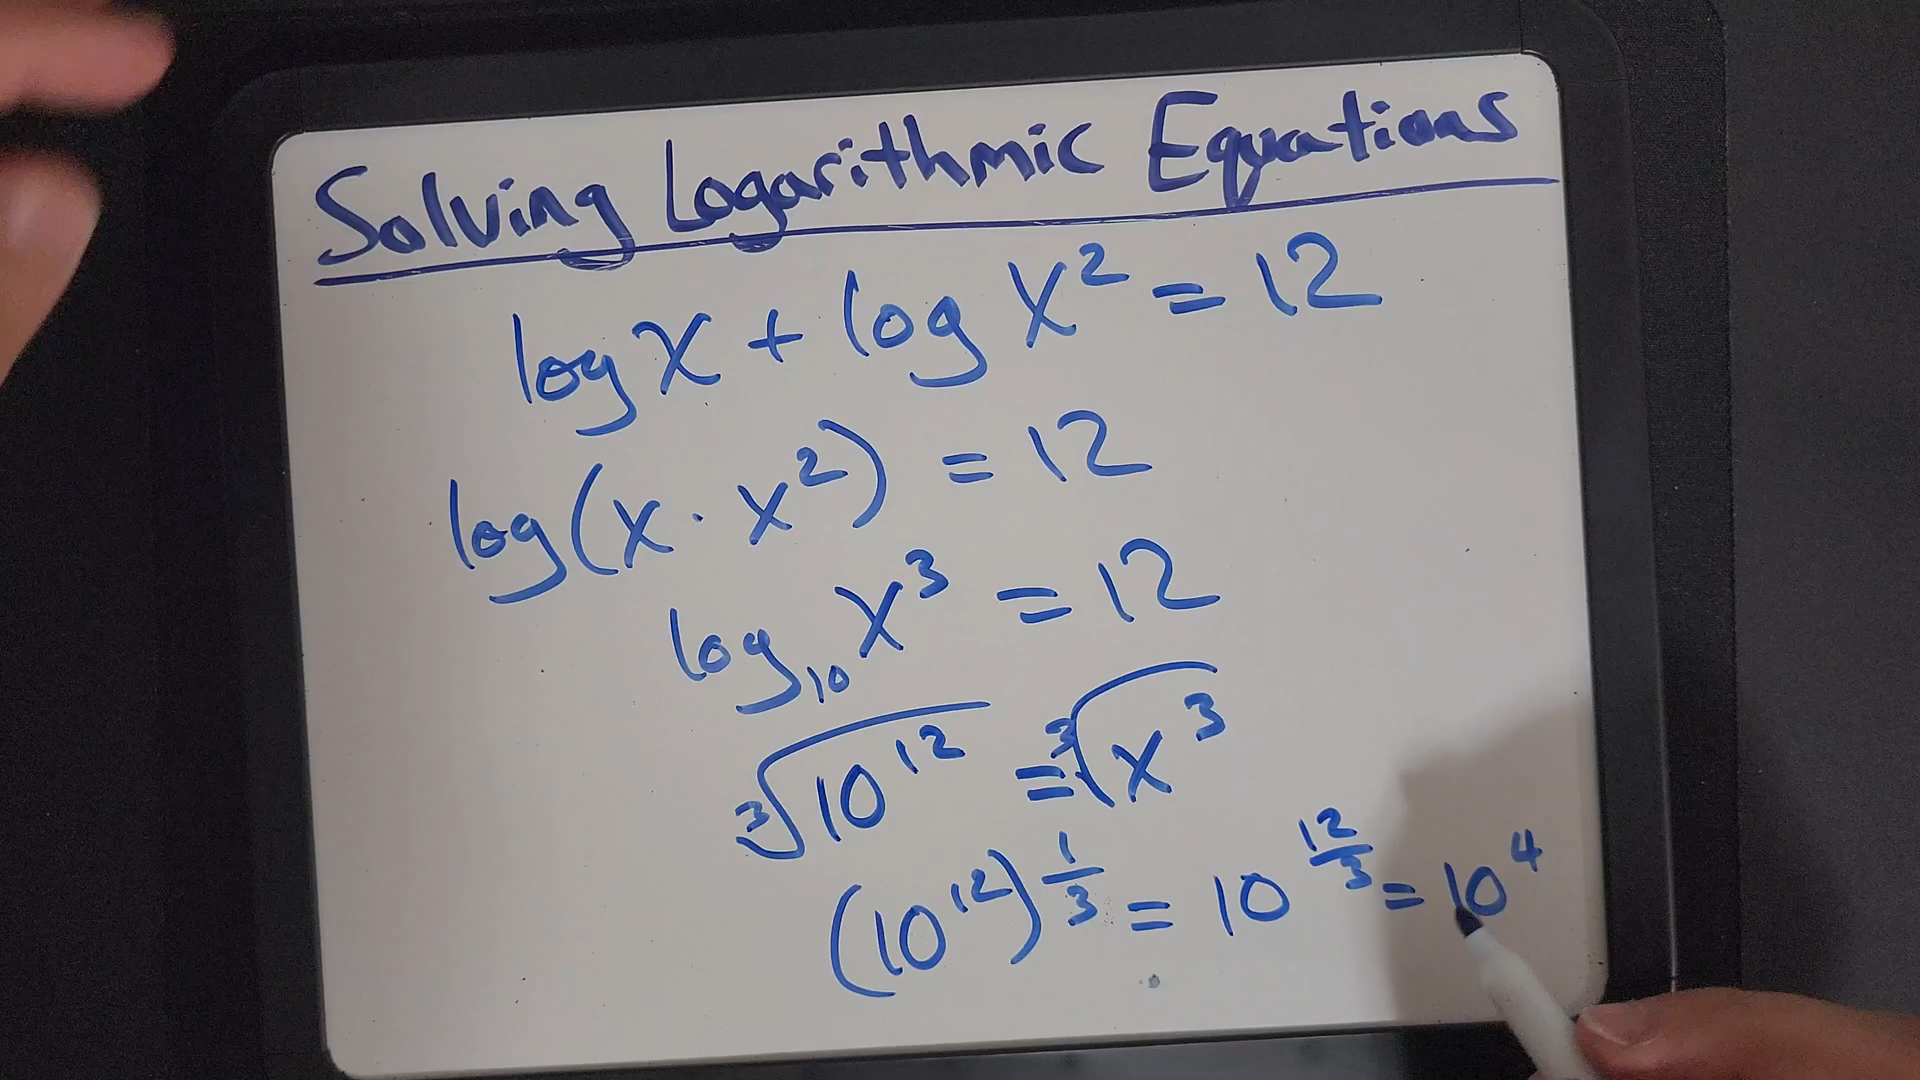 Solving Logarithmic Equations
log x + log x² = 12
log(x · x²) = 12
log₁₀ x³ = 12
∛10¹² = ∛x³
(10¹²)^(1/3) = 10^(12/3) = 10⁴